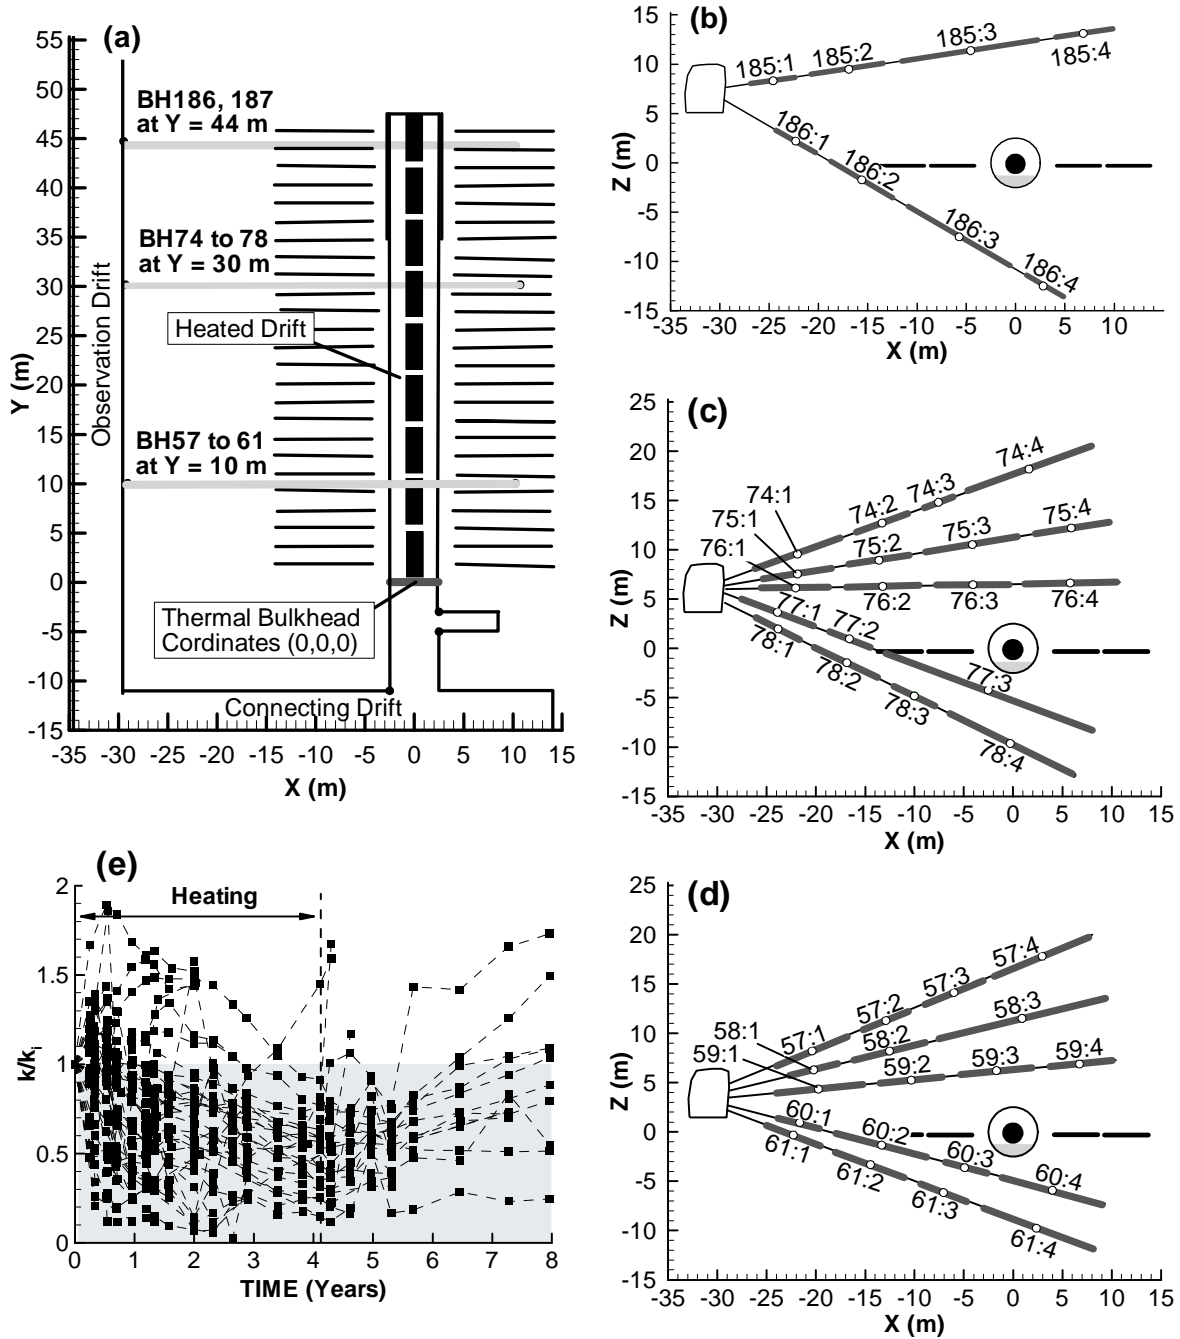 (a)
55
50
45
40
35
30
25
20
15
10
5
0
-5
-10
-15
Y (m)
Observation Drift
BH186, 187
at Y = 44 m
BH74 to 78
at Y = 30 m
Heated Drift
BH57 to 61
at Y = 10 m
Thermal Bulkhead
Cordinates (0,0,0)
Connecting Drift
-35 -30 -25 -20 -15 -10 -5 0 5 10 15
X (m)
(b)
15
10
5
0
-5
-10
-15
Z (m)
185:1
185:2
185:3
185:4
186:1
186:2
186:3
186:4
-35 -30 -25 -20 -15 -10 -5 0 5 10
X (m)
(c)
25
20
15
10
5
0
-5
-10
-15
Z (m)
74:1
74:2
74:3
74:4
75:1
75:2
75:3
75:4
76:1
76:2
76:3
76:4
77:1
77:2
77:3
78:1
78:2
78:3
78:4
-35 -30 -25 -20 -15 -10 -5 0 5 10 15
X (m)
(d)
25
20
15
10
5
0
-5
-10
-15
Z (m)
57:1
57:2
57:3
57:4
58:1
58:2
58:3
59:1
59:2
59:3
59:4
60:1
60:2
60:3
60:4
61:1
61:2
61:3
61:4
-35 -30 -25 -20 -15 -10 -5 0 5 10 15
X (m)
(e)
2
1.5
1
0.5
0
k/ki
Heating
0 1 2 3 4 5 6 7 8
TIME (Years)